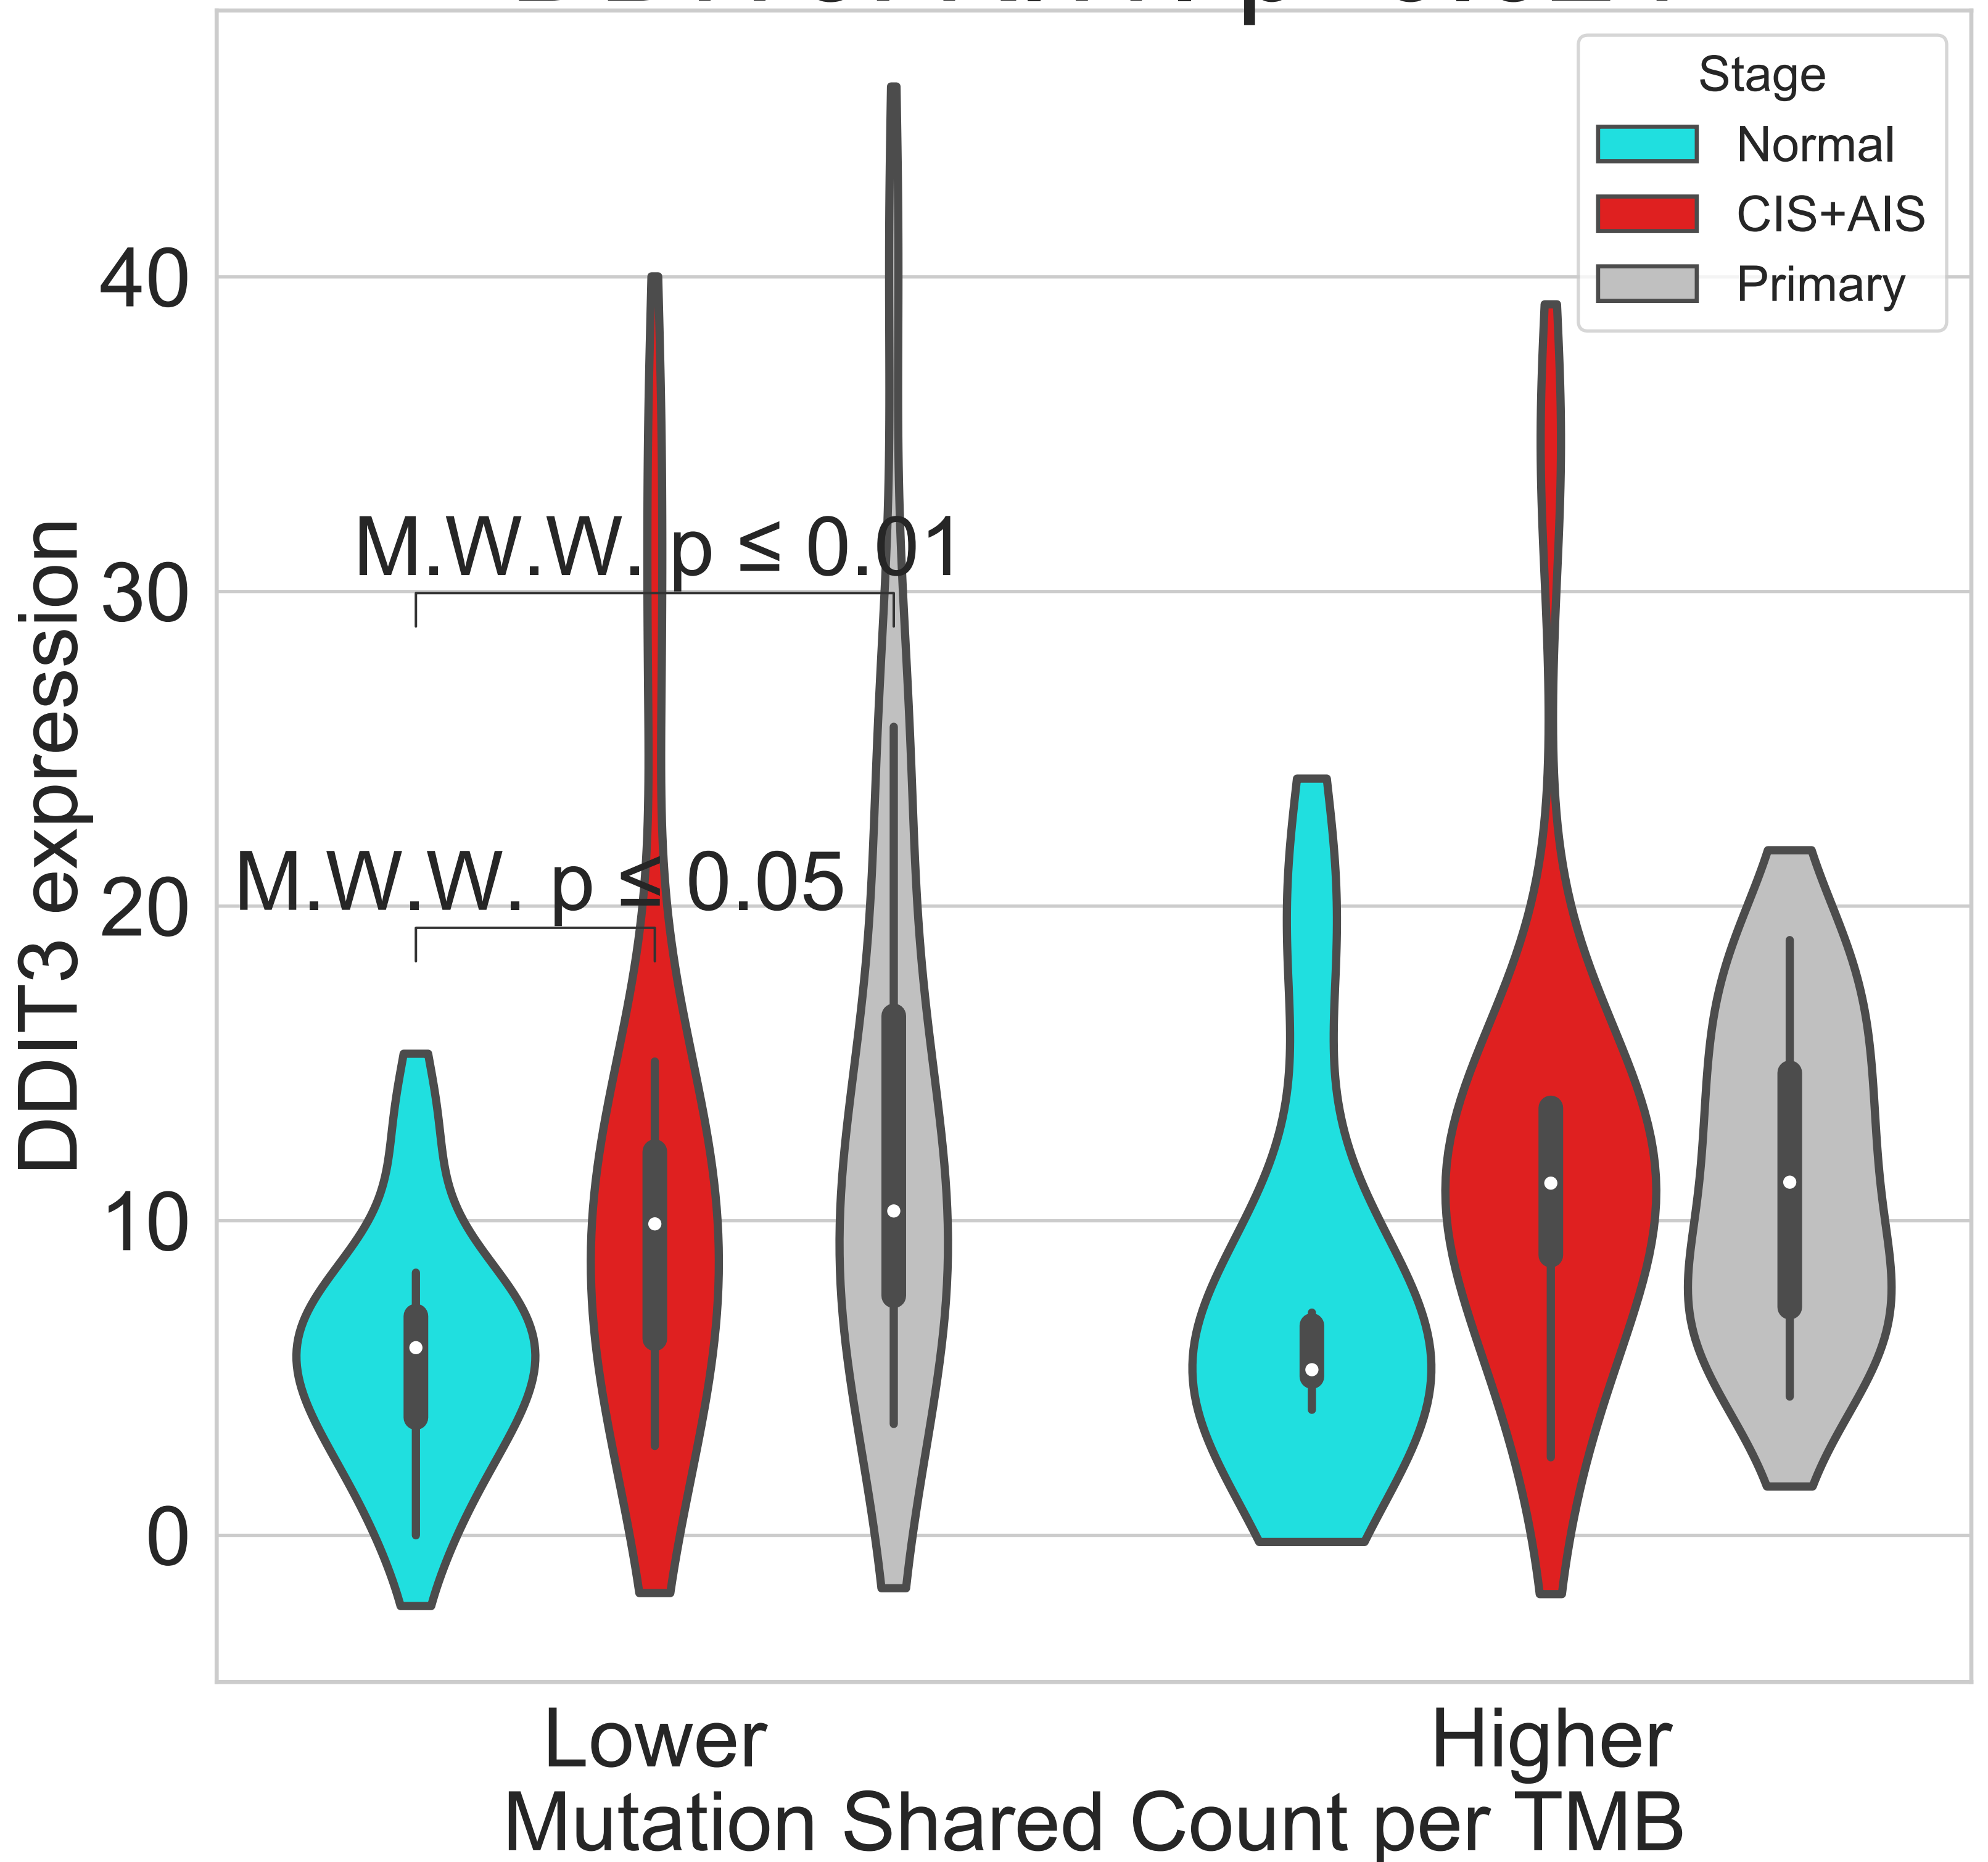 Stage
Normal
CIS+AIS
Primary
40
30
20
10
0
DDIT3 expression
M.W.W. p ≤ 0.01
M.W.W. p ≤ 0.05
Lower
Higher
Mutation Shared Count per TMB